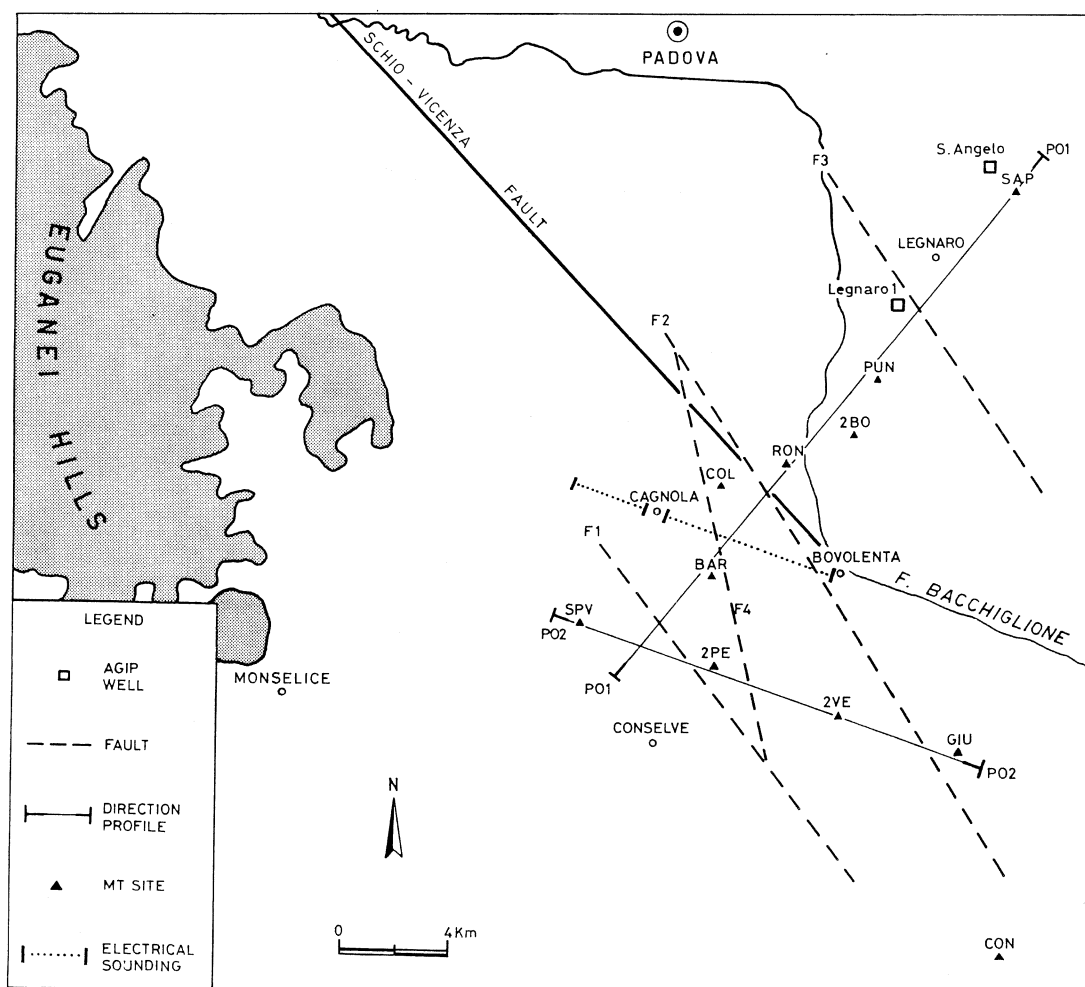 PADOVA
SCHIO - VICENZA
FAULT
F3
S. Angelo
PO1
SAP
LEGNARO
Legnaro 1
EUGANEI
HILLS
F2
PUN
2BO
RON
COL
CAGNOLA
F1
BAR
BOVOLENTA
F. BACCHIGLIONE
SPV
PO2
F4
2PE
PO1
MONSELICE
CONSELVE
2VE
GIU
PO2
N
0
4 Km
CON
LEGEND
AGIP
WELL
FAULT
DIRECTION
PROFILE
MT SITE
ELECTRICAL
SOUNDING